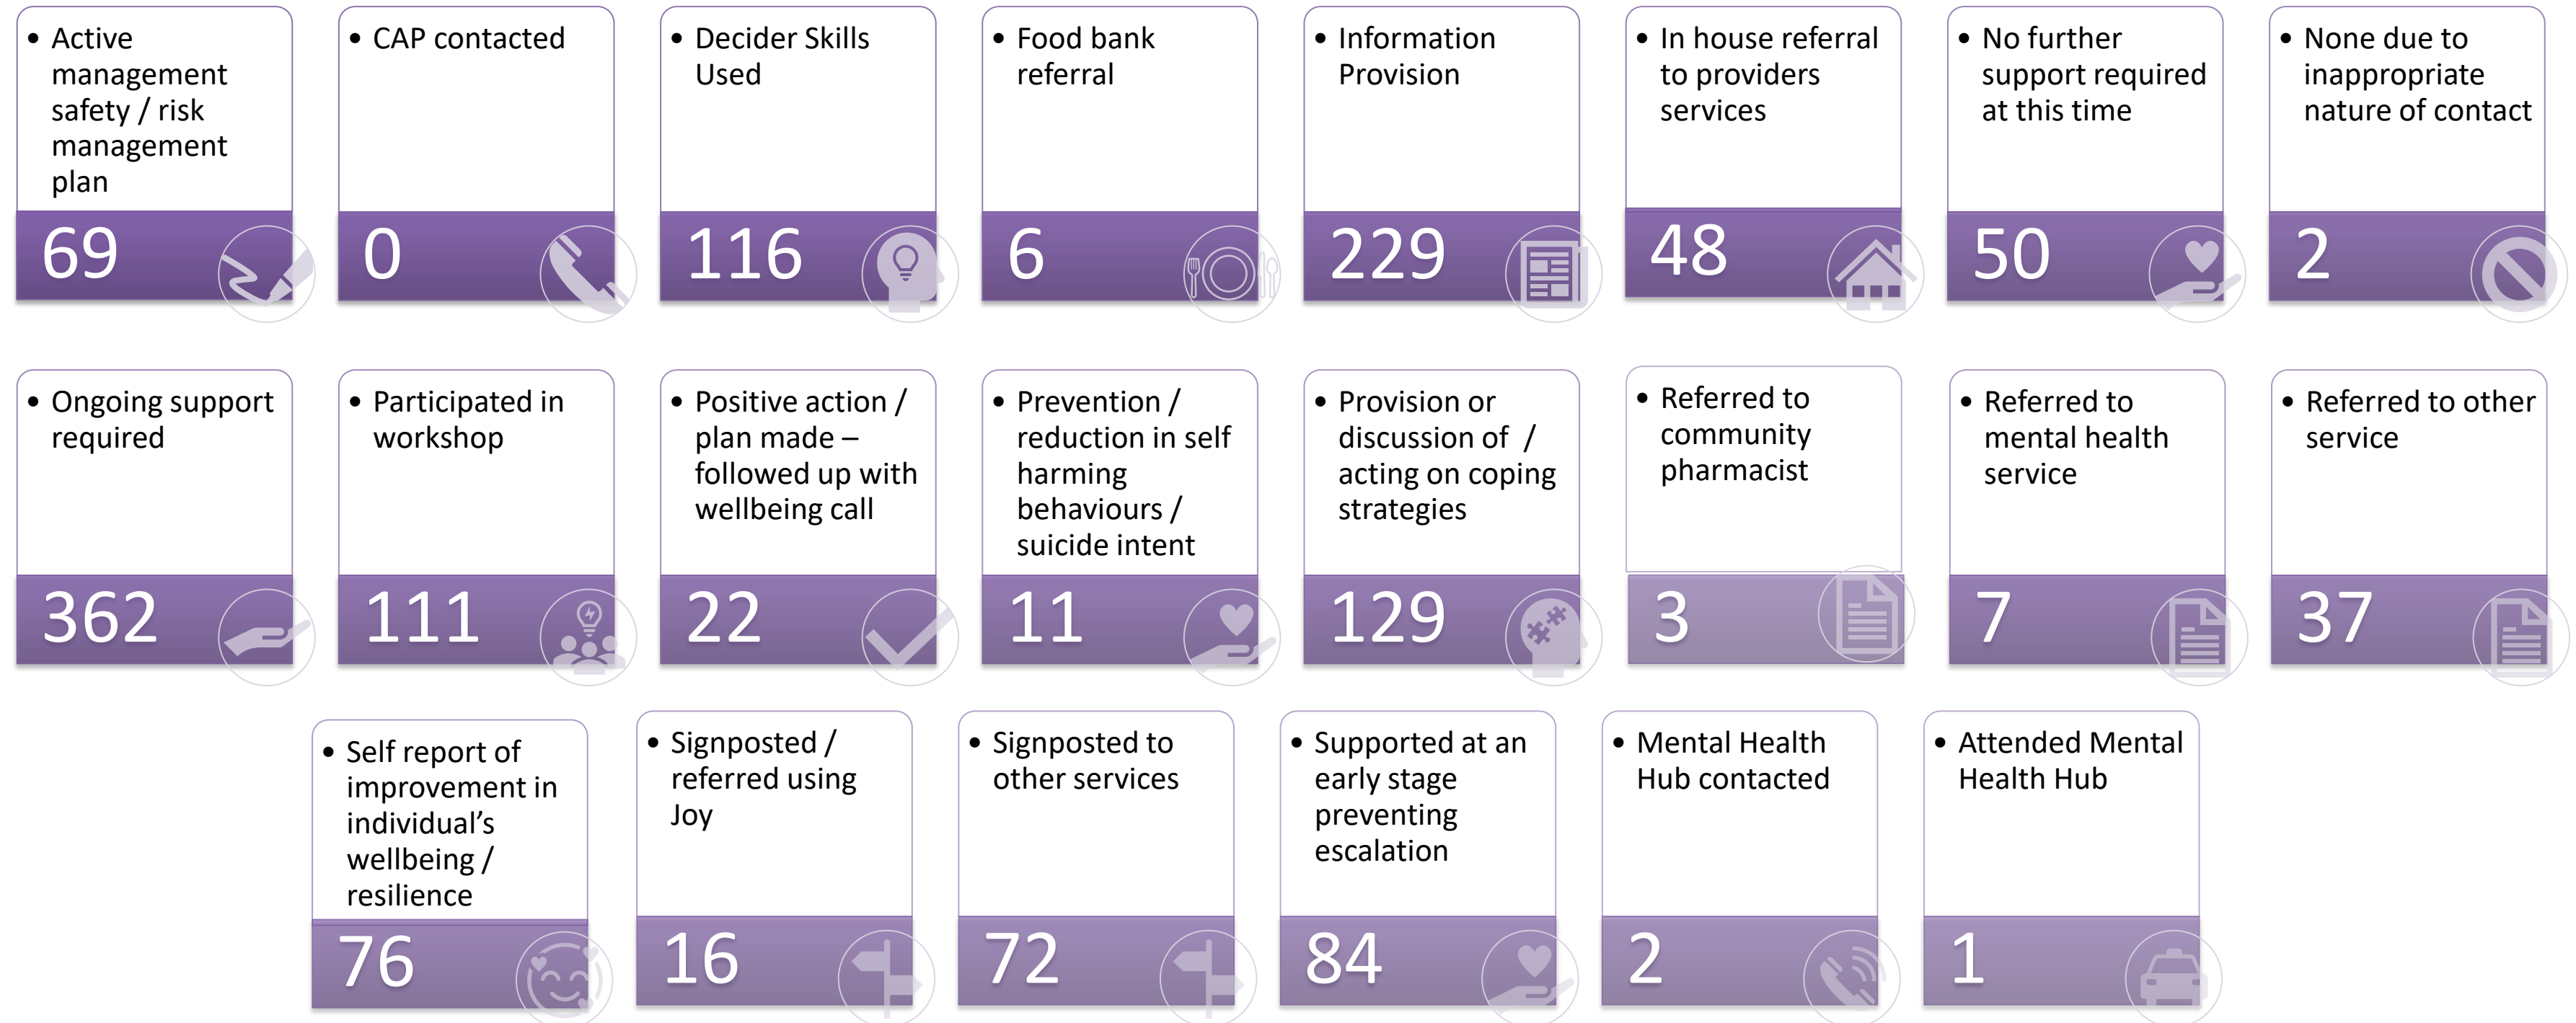 • Active
management
safety / risk
management
plan
69
• CAP contacted
0
• Decider Skills
Used
116
• Food bank
referral
6
• Information
Provision
229
• In house referral
to providers
services
48
• No further
support required
at this time
50
• None due to
inappropriate
nature of contact
2
• Ongoing support
required
362
• Participated in
workshop
111
• Positive action /
plan made –
followed up with
wellbeing call
22
• Prevention /
reduction in self
harming
behaviours /
suicide intent
11
• Provision or
discussion of  /
acting on coping
strategies
129
• Referred to
community
pharmacist
3
• Referred to
mental health
service
7
• Referred to other
service
37
• Self report of
improvement in
individual’s
wellbeing /
resilience
76
• Signposted /
referred using
Joy
16
• Signposted to
other services
72
• Supported at an
early stage
preventing
escalation
84
• Mental Health
Hub contacted
2
• Attended Mental
Health Hub
1